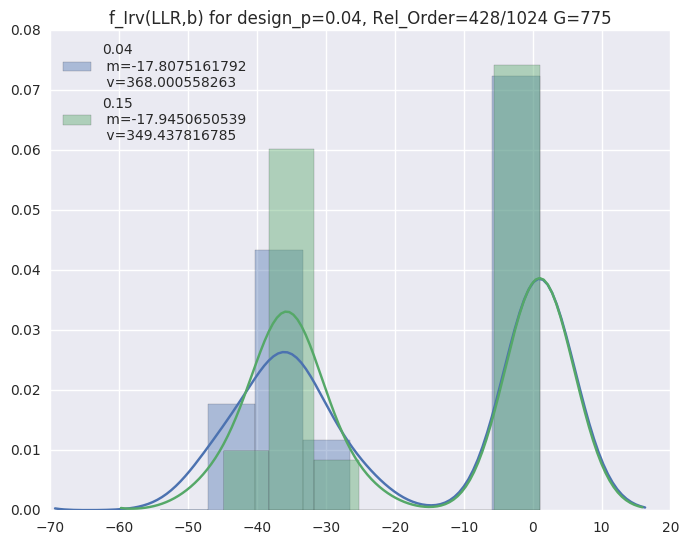 f_Irv(LLR,b) for design_p=0.04, Rel_Order=428/1024 G=775
0.04
m=-17.8075161792
v=368.000558263
0.15
m=-17.9450650539
v=349.437816785
0.08
0.07
0.06
0.05
0.04
0.03
0.02
0.01
0.00
−70 −60 −50 −40 −30 −20 −10 0 10 20